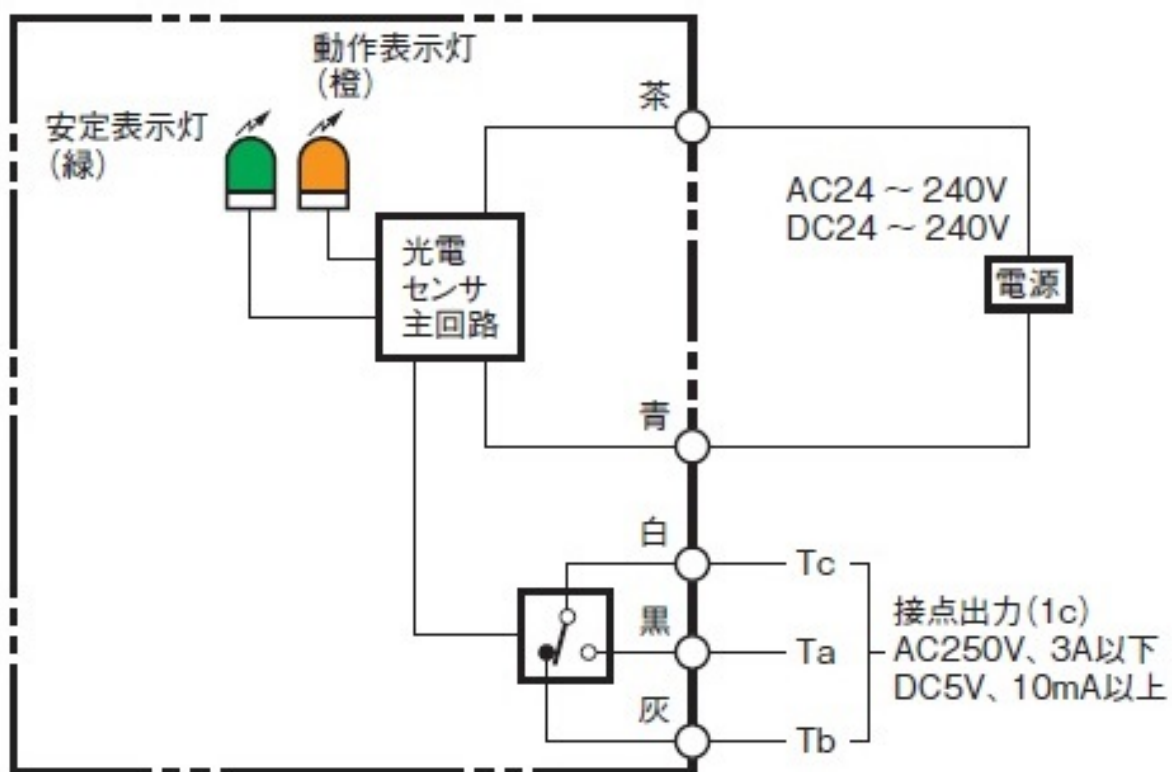 動作表示灯
(橙)
安定表示灯
(緑)
茶
AC24 ～ 240V
DC24 ～ 240V
光電
センサ
主回路
電源
青
白
Tc
接点出力(1c)
黒
AC250V、3A以下
Ta
DC5V、10mA以上
灰
Tb